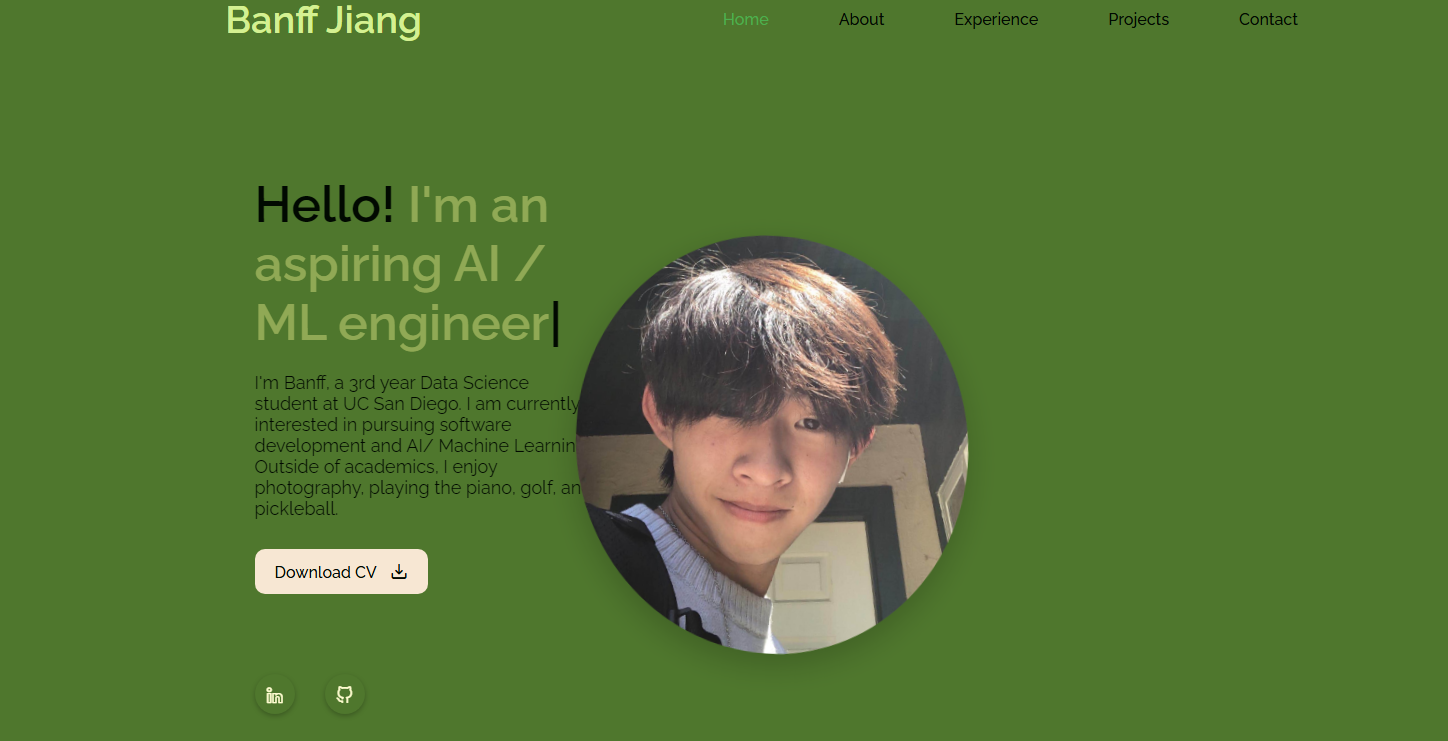 Banff Jiang
Home About Experience Projects Contact
Hello! I'm an
aspiring AI /
ML engineer|
I'm Banff, a 3rd year Data Science
student at UC San Diego. I am currently
interested in pursuing software
development and AI/ Machine Learnin
Outside of academics, I enjoy
photography, playing the piano, golf, an
pickleball.
Download CV
in